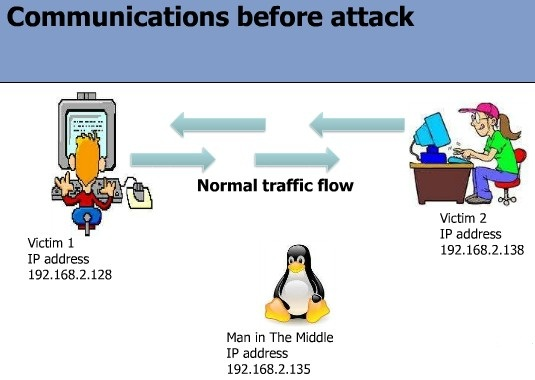 Communications before attack
Normal traffic flow
Victim 1
IP address
192.168.2.128
Victim 2
IP address
192.168.2.138
Man in The Middle
IP address
192.168.2.135